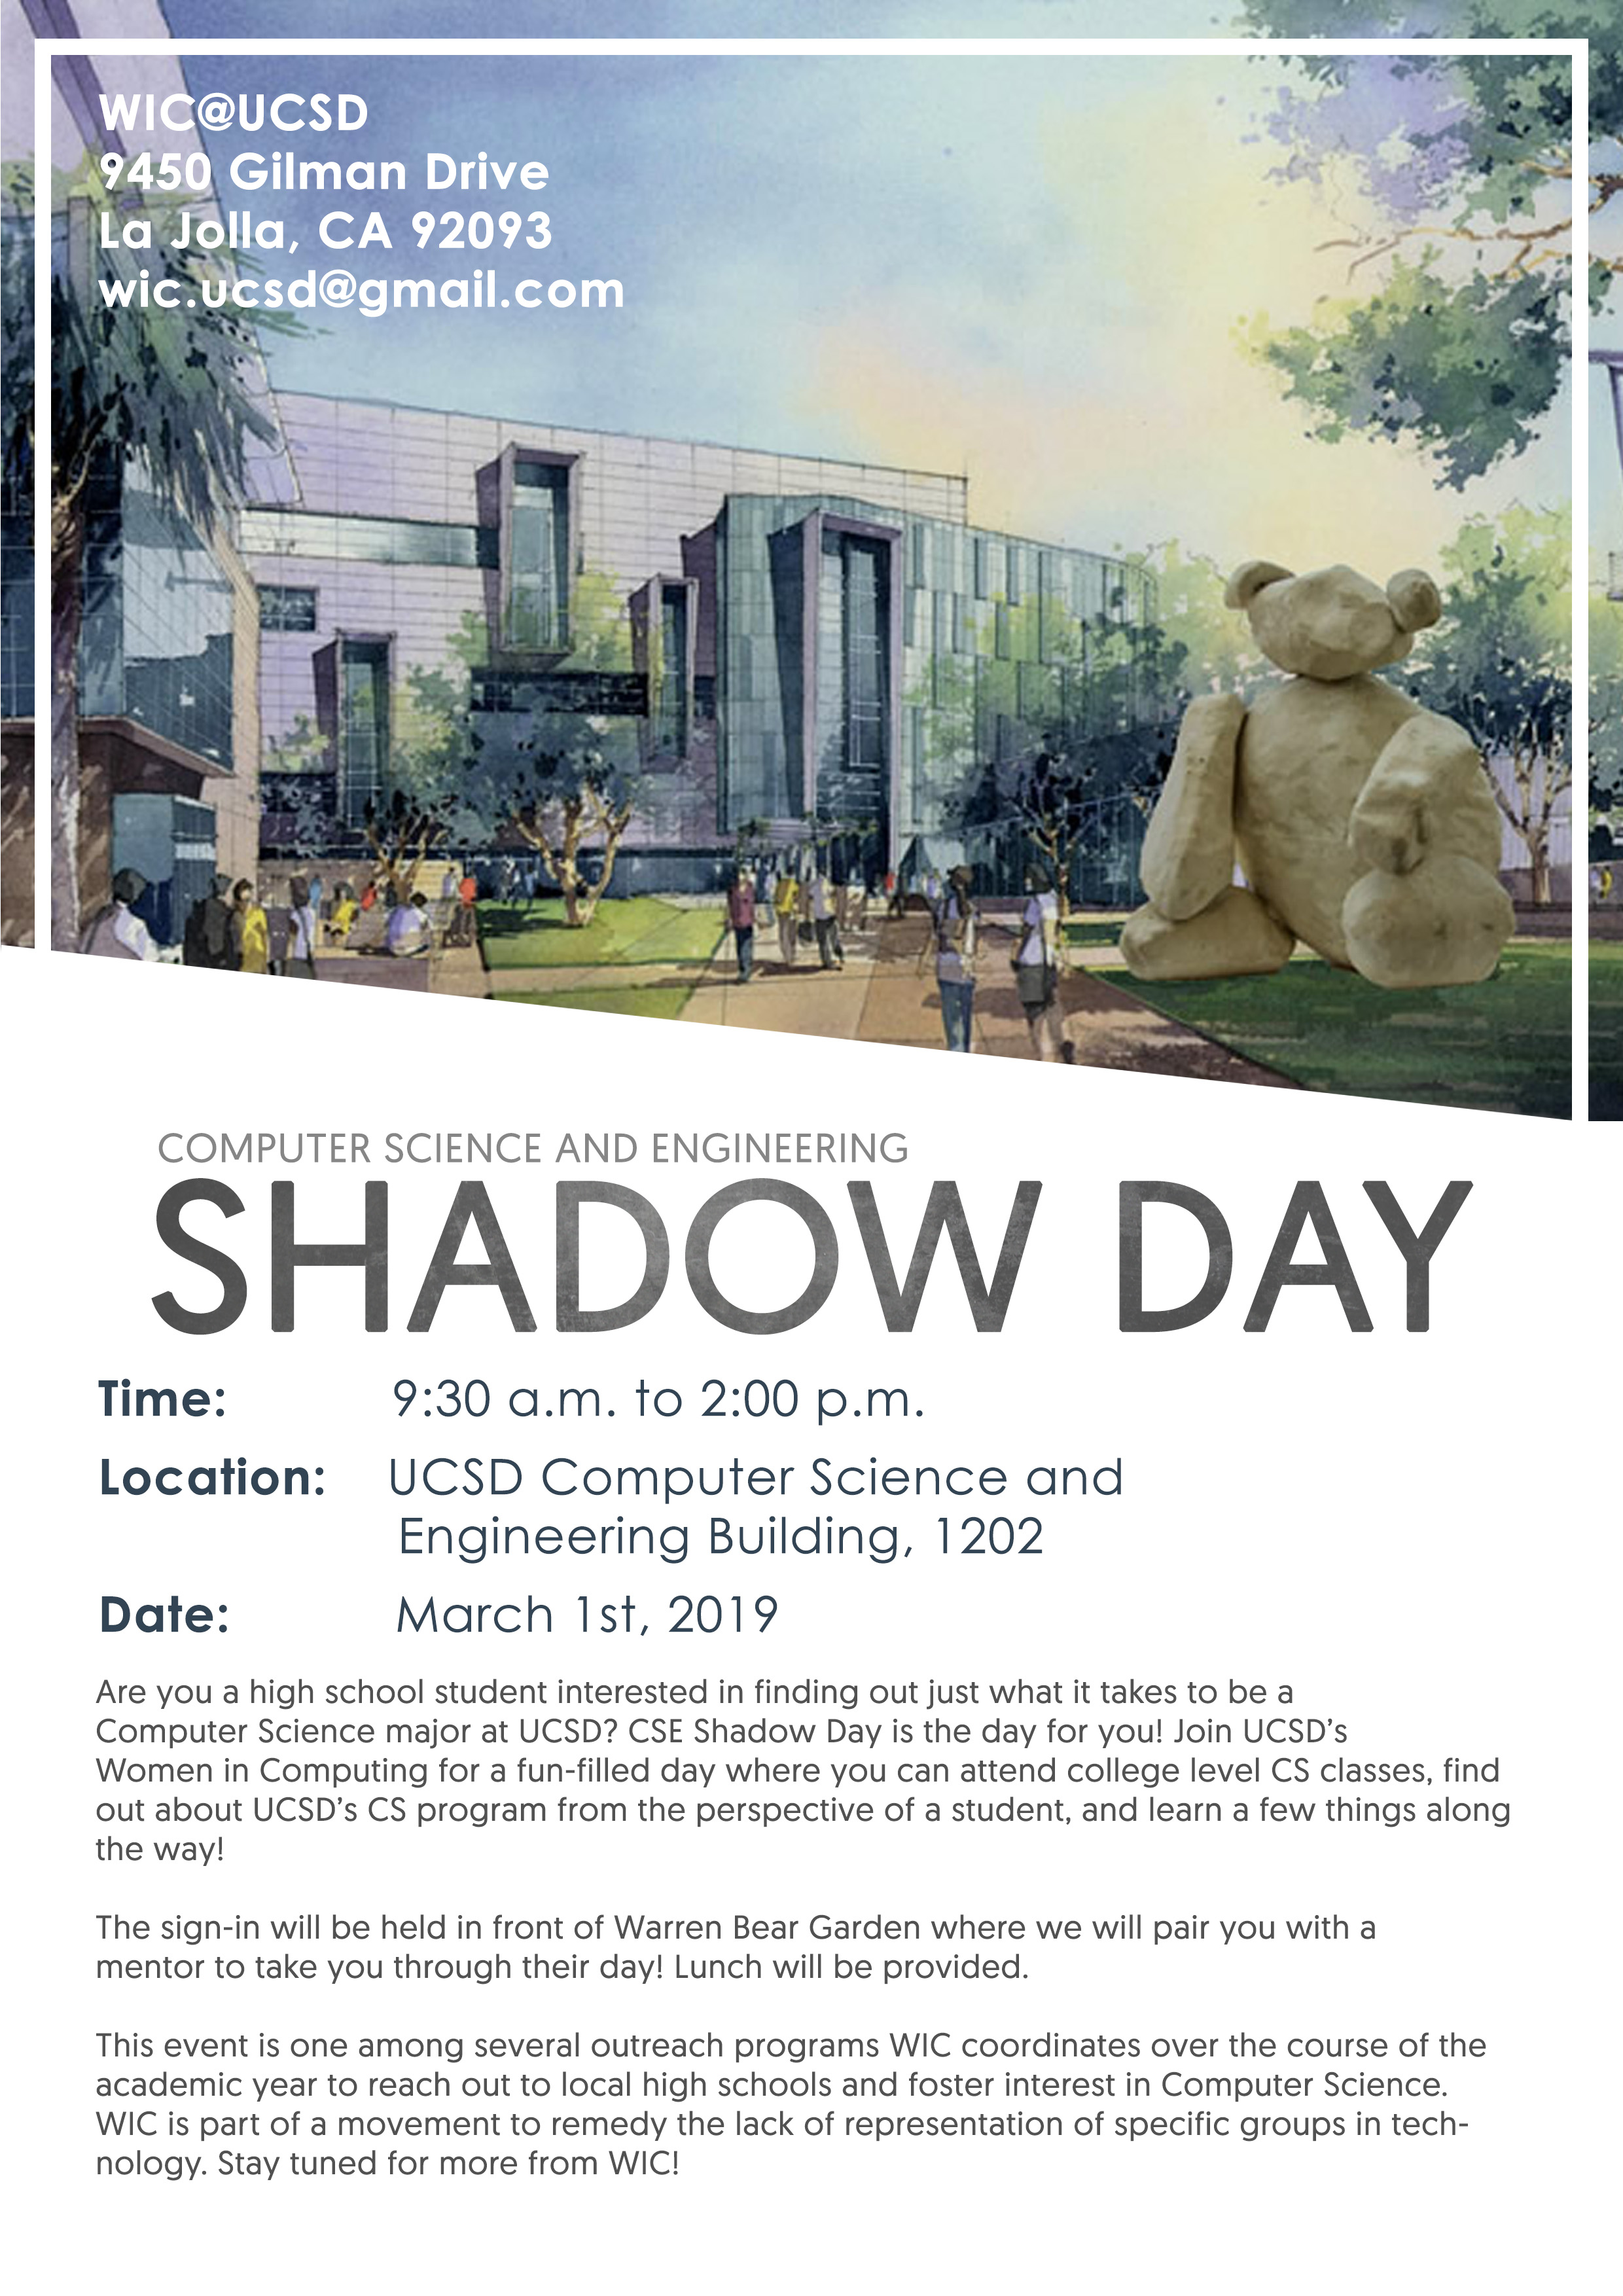 WIC@UCSD
9450 Gilman Drive
La Jolla, CA 92093
wic.ucsd@gmail.com
COMPUTER SCIENCE AND ENGINEERING
SHADOW DAY
Time: 9:30 a.m. to 2:00 p.m.
Location: UCSD Computer Science and
Engineering Building, 1202
Date: March 1st, 2019
Are you a high school student interested in finding out just what it takes to be a
Computer Science major at UCSD? CSE Shadow Day is the day for you! Join UCSD’s
Women in Computing for a fun-filled day where you can attend college level CS classes, find
out about UCSD’s CS program from the perspective of a student, and learn a few things along
the way!
The sign-in will be held in front of Warren Bear Garden where we will pair you with a
mentor to take you through their day! Lunch will be provided.
This event is one among several outreach programs WIC coordinates over the course of the
academic year to reach out to local high schools and foster interest in Computer Science.
WIC is part of a movement to remedy the lack of representation of specific groups in tech-
nology. Stay tuned for more from WIC!